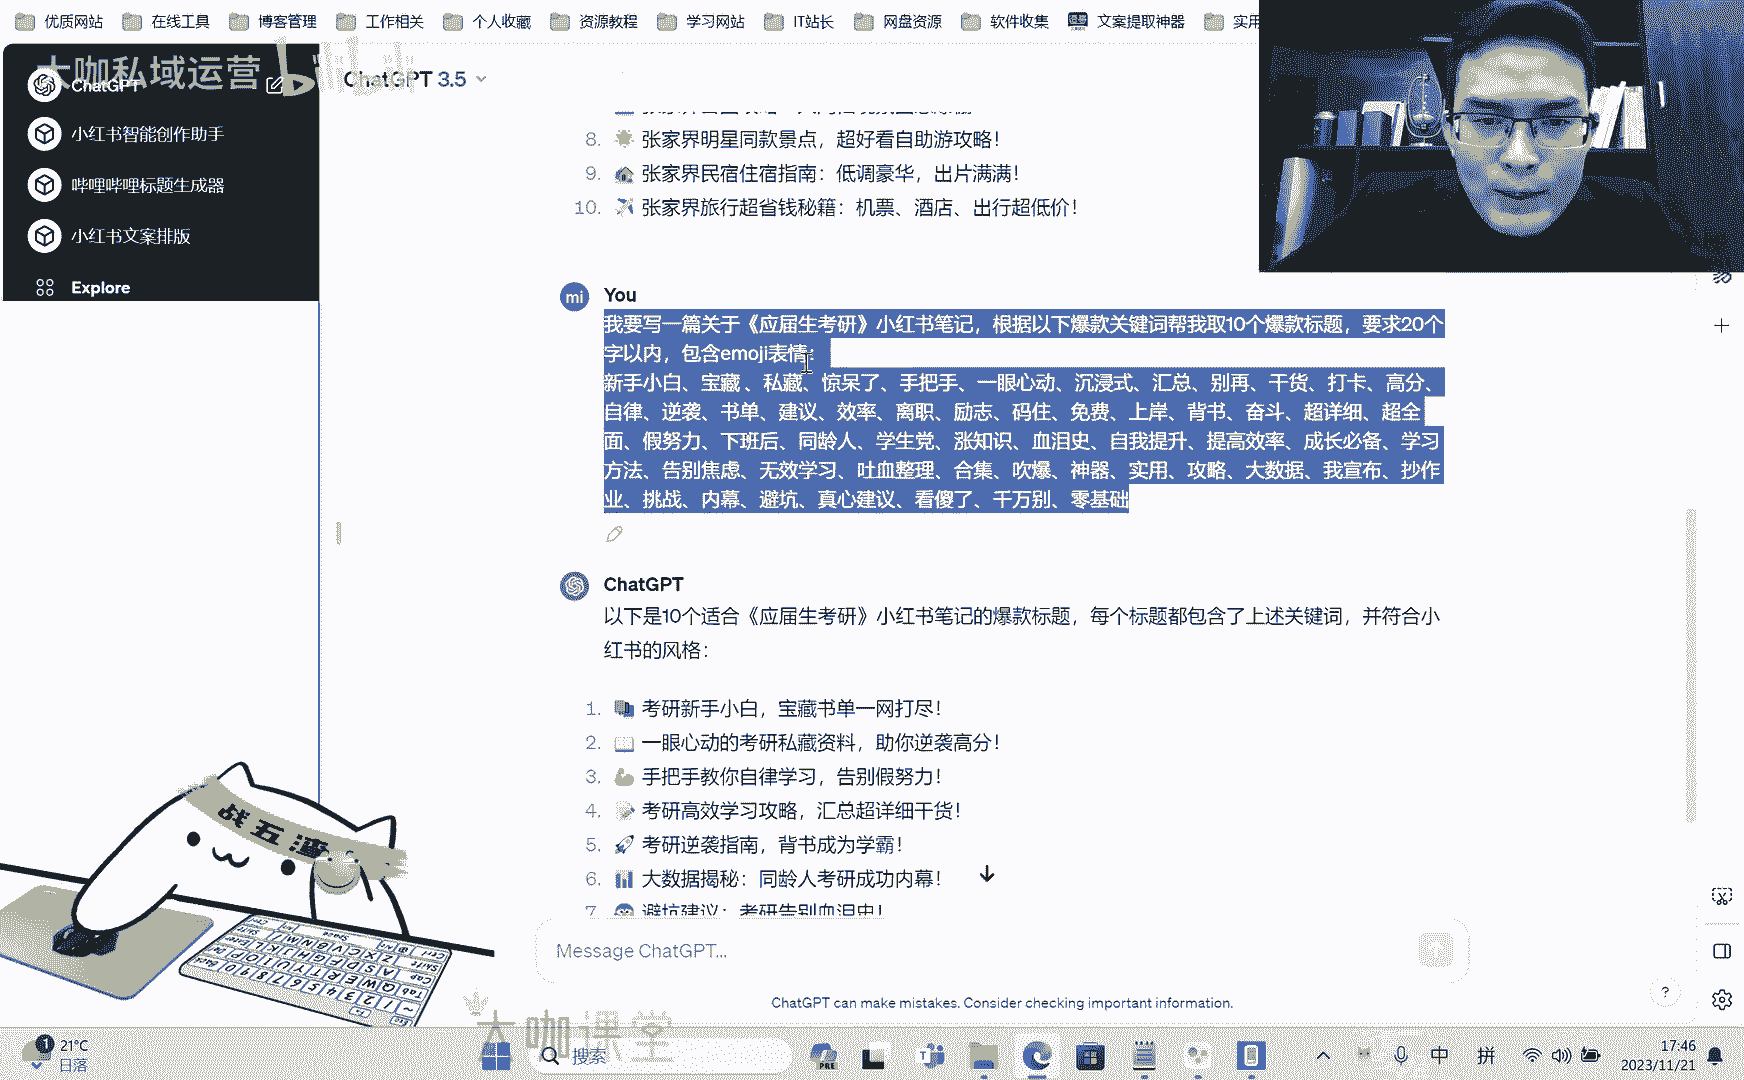 优质网站 在线工具 博客管理 工作相关 个人收藏 资源教程 学习网站 IT站长 网盘资源 软件收集 文案提取神器 实用
大咖私域运营 bilibili
ChatGPT
ChatGPT 3.5
小红书智能创作助手
哔哩哔哩标题生成器
小红书文案排版
Explore
8. 张家界明星同款景点，超好看自助游攻略！
9. 张家界民宿住宿指南：低调豪华，出片满满！
10. 张家界旅行超省钱秘籍：机票、酒店、出行超低价！
mi
You
我要写一篇关于《应届生考研》小红书笔记，根据以下爆款关键词帮我取10个爆款标题，要求20个
字以内，包含emoji表情：
新手小白、宝藏 、私藏、惊呆了、手把手、一眼心动、沉浸式、汇总、别再、干货、打卡、高分、
自律、逆袭、书单、建议、效率、离职、励志、码住、免费、上岸、背书、奋斗、超详细、超全
面、假努力、下班后、同龄人、学生党、涨知识、血泪史、自我提升、提高效率、成长必备、学习
方法、告别焦虑、无效学习、吐血整理、合集、吹爆、神器、实用、攻略、大数据、我宣布、抄作
业、挑战、内幕、避坑、真心建议、看傻了、千万别、零基础
ChatGPT
以下是10个适合《应届生考研》小红书笔记的爆款标题，每个标题都包含了上述关键词，并符合小
红书的风格：
1. 考研新手小白，宝藏书单一网打尽！
2. 一眼心动的考研私藏资料，助你逆袭高分！
3. 手把手教你自律学习，告别假努力！
4. 考研高效学习攻略，汇总超详细干货！
5. 考研逆袭指南，背书成为学霸！
6. 大数据揭秘：同龄人考研成功内幕！
7. 避坑建议：考研告别血泪史！
Message ChatGPT...
ChatGPT can make mistakes. Consider checking important information.
?
战五渣
大咖课堂
1
21°C
日落
搜索
PRE
中
拼
17:46
2023/11/21